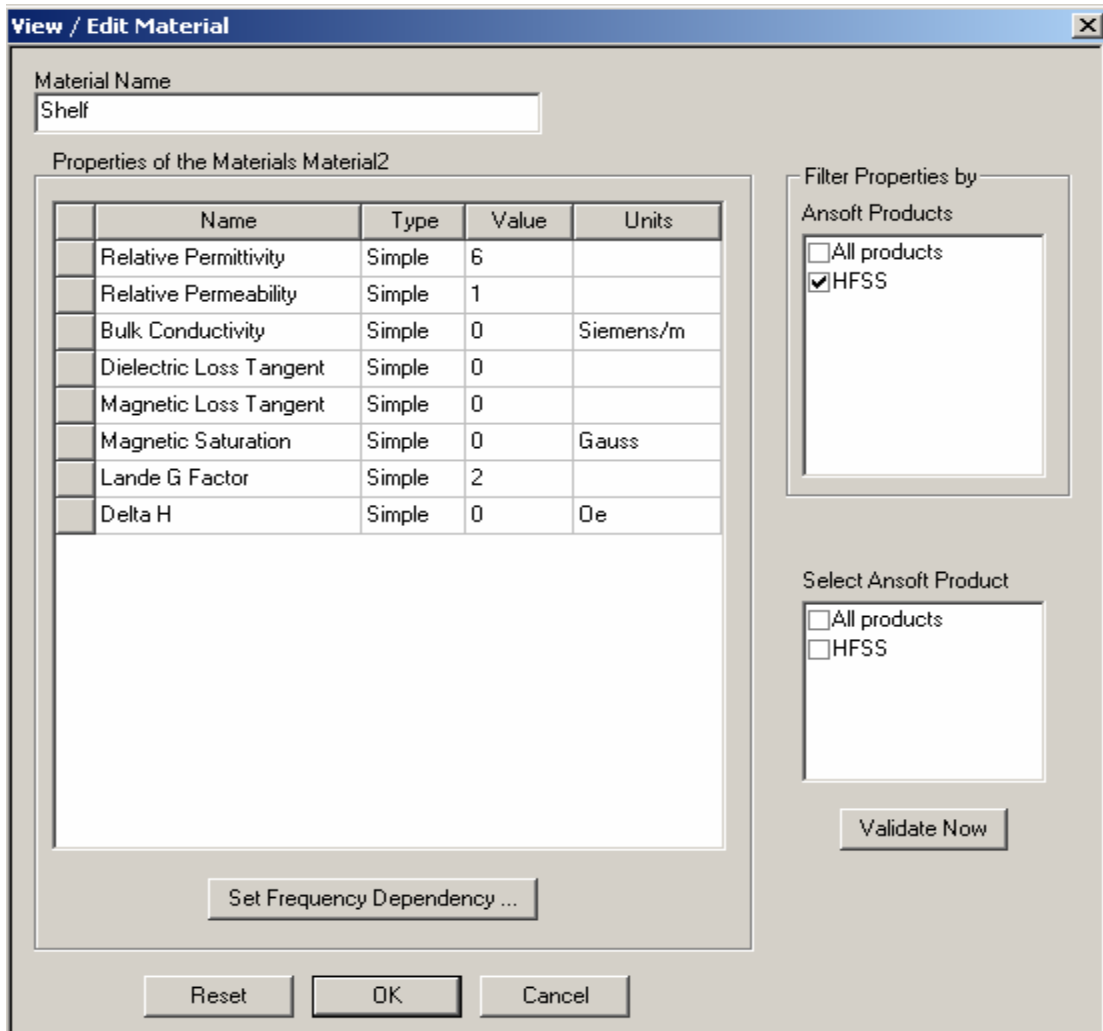 View / Edit Material
Material Name
Shelf
Properties of the Materials Material2
Name Type Value Units
Relative Permittivity Simple 6
Relative Permeability Simple 1
Bulk Conductivity Simple 0 Siemens/m
Dielectric Loss Tangent Simple 0
Magnetic Loss Tangent Simple 0
Magnetic Saturation Simple 0 Gauss
Lande G Factor Simple 2
Delta H Simple 0 Oe
Set Frequency Dependency ...
Filter Properties by
Ansoft Products
All products
HFSS
Select Ansoft Product
All products
HFSS
Validate Now
Reset OK Cancel